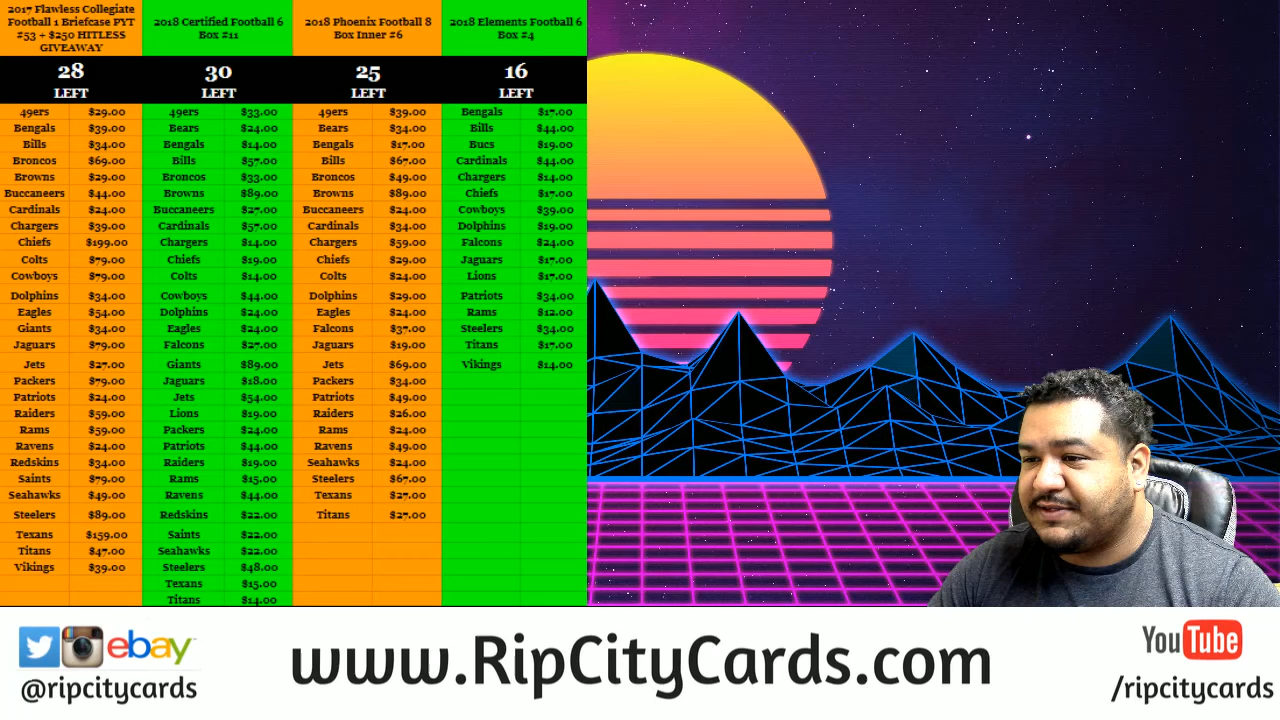 2017 Flawless Collegiate
Football 1 Briefcase PYT
#53 + $250 HITLESS
GIVEAWAY
28
LEFT
49ers $29.00
Bengals $39.00
Bills $34.00
Broncos $69.00
Browns $29.00
Buccaneers $44.00
Cardinals $24.00
Chargers $39.00
Chiefs $199.00
Colts $79.00
Cowboys $79.00
Dolphins $34.00
Eagles $54.00
Giants $34.00
Jaguars $79.00
Jets $27.00
Packers $79.00
Patriots $24.00
Raiders $59.00
Rams $59.00
Ravens $24.00
Redskins $34.00
Saints $79.00
Seahawks $49.00
Steelers $89.00
Texans $159.00
Titans $47.00
Vikings $39.00
2018 Certified Football 6
Box #11
30
LEFT
49ers $33.00
Bears $24.00
Bengals $14.00
Bills $57.00
Broncos $33.00
Browns $89.00
Buccaneers $27.00
Cardinals $57.00
Chargers $14.00
Chiefs $19.00
Colts $14.00
Cowboys $44.00
Dolphins $24.00
Eagles $24.00
Falcons $27.00
Giants $89.00
Jaguars $18.00
Jets $54.00
Lions $19.00
Packers $24.00
Patriots $44.00
Raiders $19.00
Rams $15.00
Ravens $44.00
Redskins $22.00
Saints $22.00
Seahawks $22.00
Steelers $48.00
Texans $15.00
Titans $14.00
2018 Phoenix Football 8
Box Inner #6
25
LEFT
49ers $39.00
Bears $34.00
Bengals $17.00
Bills $67.00
Broncos $49.00
Browns $89.00
Buccaneers $24.00
Cardinals $34.00
Chargers $59.00
Chiefs $29.00
Colts $24.00
Dolphins $29.00
Eagles $24.00
Falcons $37.00
Jaguars $19.00
Jets $69.00
Packers $34.00
Patriots $49.00
Raiders $26.00
Rams $24.00
Ravens $49.00
Seahawks $24.00
Steelers $67.00
Texans $27.00
Titans $27.00
2018 Elements Football 6
Box #4
16
LEFT
Bengals $17.00
Bills $44.00
Bucs $19.00
Cardinals $44.00
Chargers $14.00
Chiefs $17.00
Cowboys $39.00
Dolphins $19.00
Falcons $24.00
Jaguars $17.00
Lions $17.00
Patriots $34.00
Rams $12.00
Steelers $34.00
Titans $17.00
Vikings $14.00
ebay
@ripcitycards
www.RipCityCards.com
YouTube
/ripcitycards